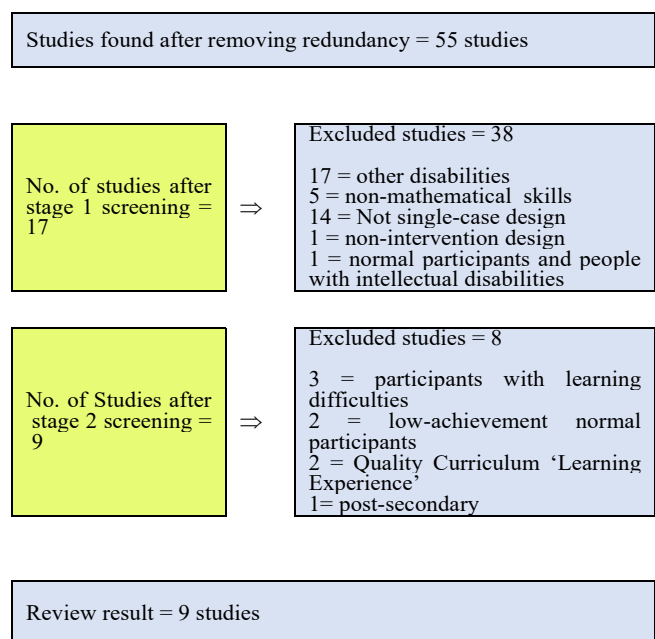 Studies found after removing redundancy = 55 studies
No. of studies after
stage 1 screening =
17
⇒
Excluded studies = 38
17 = other disabilities
5 = non-mathematical skills
14 = Not single-case design
1 = non-intervention design
1 = normal participants and people
with intellectual disabilities
No. of Studies after
stage 2 screening =
9
⇒
Excluded studies = 8
3 = participants with learning
difficulties
2 = low-achievement normal
participants
2 = Quality Curriculum ‘Learning
Experience’
1= post-secondary
Review result = 9 studies